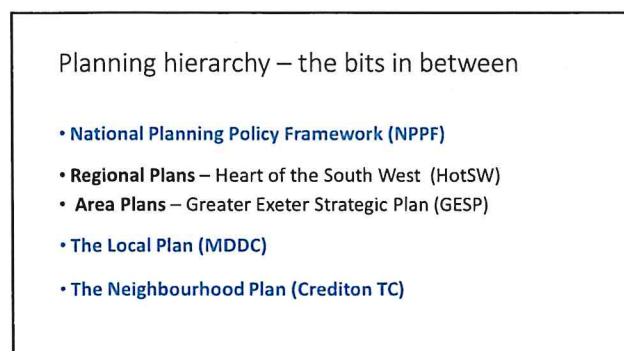 Planning hierarchy – the bits in between
• National Planning Policy Framework (NPPF)
• Regional Plans – Heart of the South West (HotSW)
• Area Plans – Greater Exeter Strategic Plan (GESP)
• The Local Plan (MDDC)
• The Neighbourhood Plan (Crediton TC)